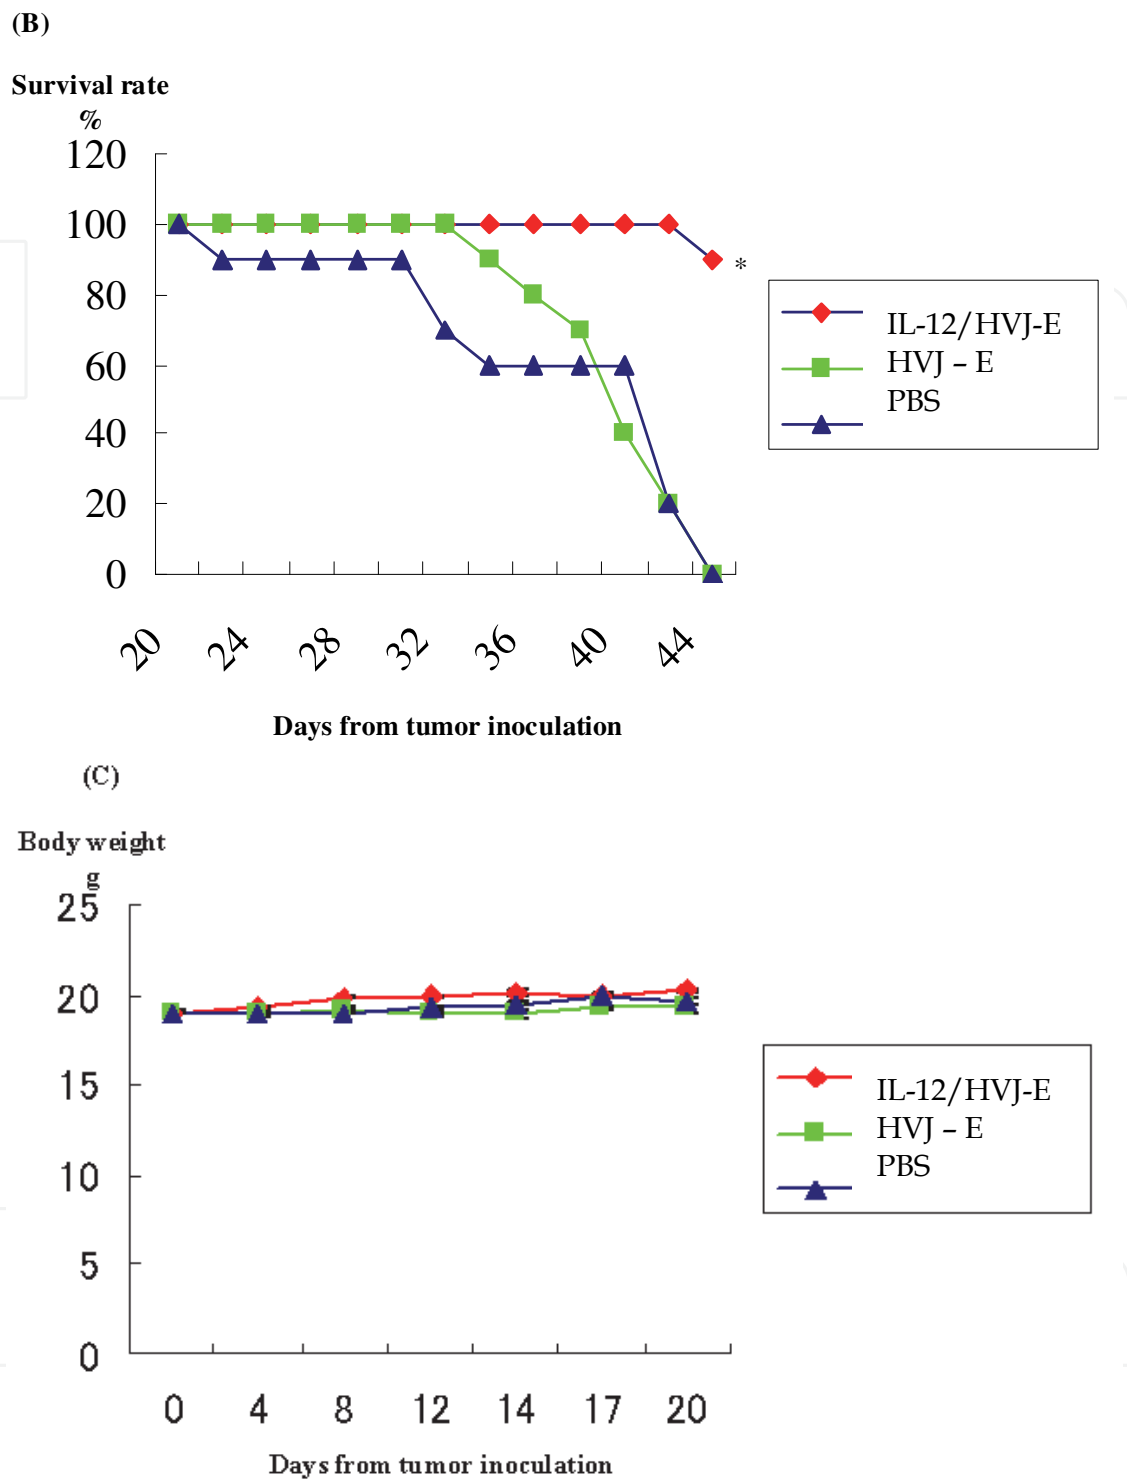 (B)
Survival rate
%
120
100
80
60
40
20
0
*
IL-12/HVJ-E
HVJ – E
PBS
20 24 28 32 36 40 44
Days from tumor inoculation
(C)
Body weight
g
25
20
15
10
5
0
IL-12/HVJ-E
HVJ – E
PBS
0 4 8 12 14 17 20
Days from tumor inoculation